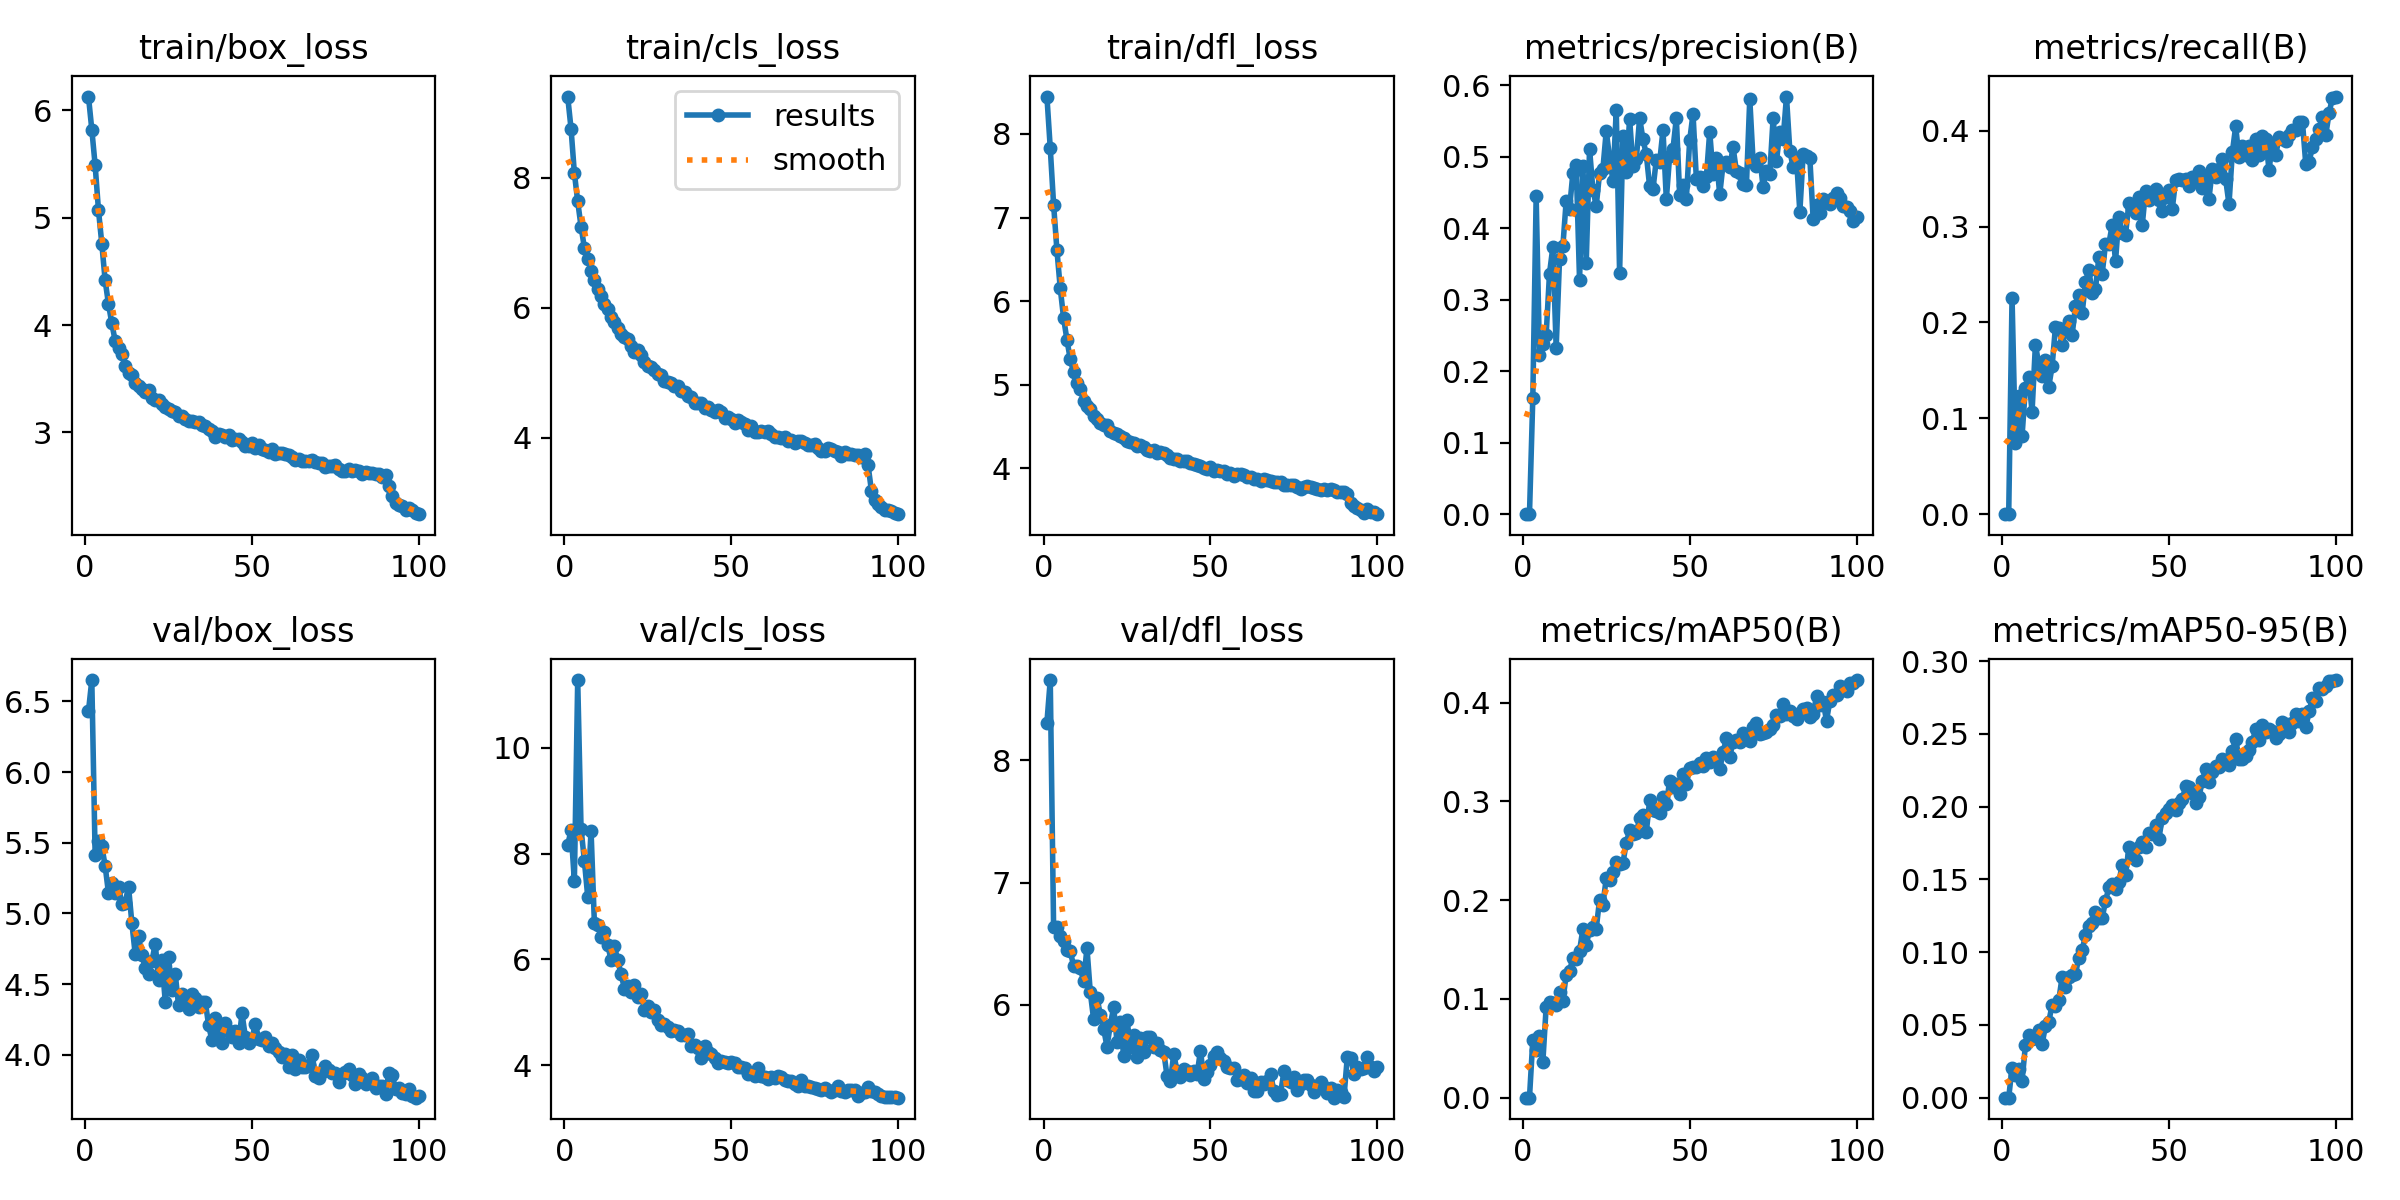 train/box_loss
train/cls_loss
train/dfl_loss
metrics/precision(B)
metrics/recall(B)
results
smooth
6
5
4
3
0 50 100
8
6
4
0 50 100
8
7
6
5
4
0 50 100
0.6
0.5
0.4
0.3
0.2
0.1
0.0
0 50 100
0.4
0.3
0.2
0.1
0.0
0 50 100
val/box_loss
val/cls_loss
val/dfl_loss
metrics/mAP50(B)
metrics/mAP50-95(B)
6.5
6.0
5.5
5.0
4.5
4.0
0 50 100
10
8
6
4
0 50 100
8
7
6
0 50 100
0.4
0.3
0.2
0.1
0.0
0 50 100
0.30
0.25
0.20
0.15
0.10
0.05
0.00
0 50 100